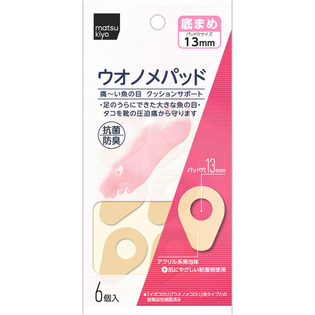 matsu
kiyo
底まめ
パッド穴サイズ
13mm
ウオノメパッド
痛〜い魚の目 クッションサポート
・足のうらにできた大きな魚の目・
タコを靴の圧迫痛から守ります
抗菌
防臭
パッド穴
13mm
アクリル系発泡体
+肌にやさしい粘着剤使用
6個入